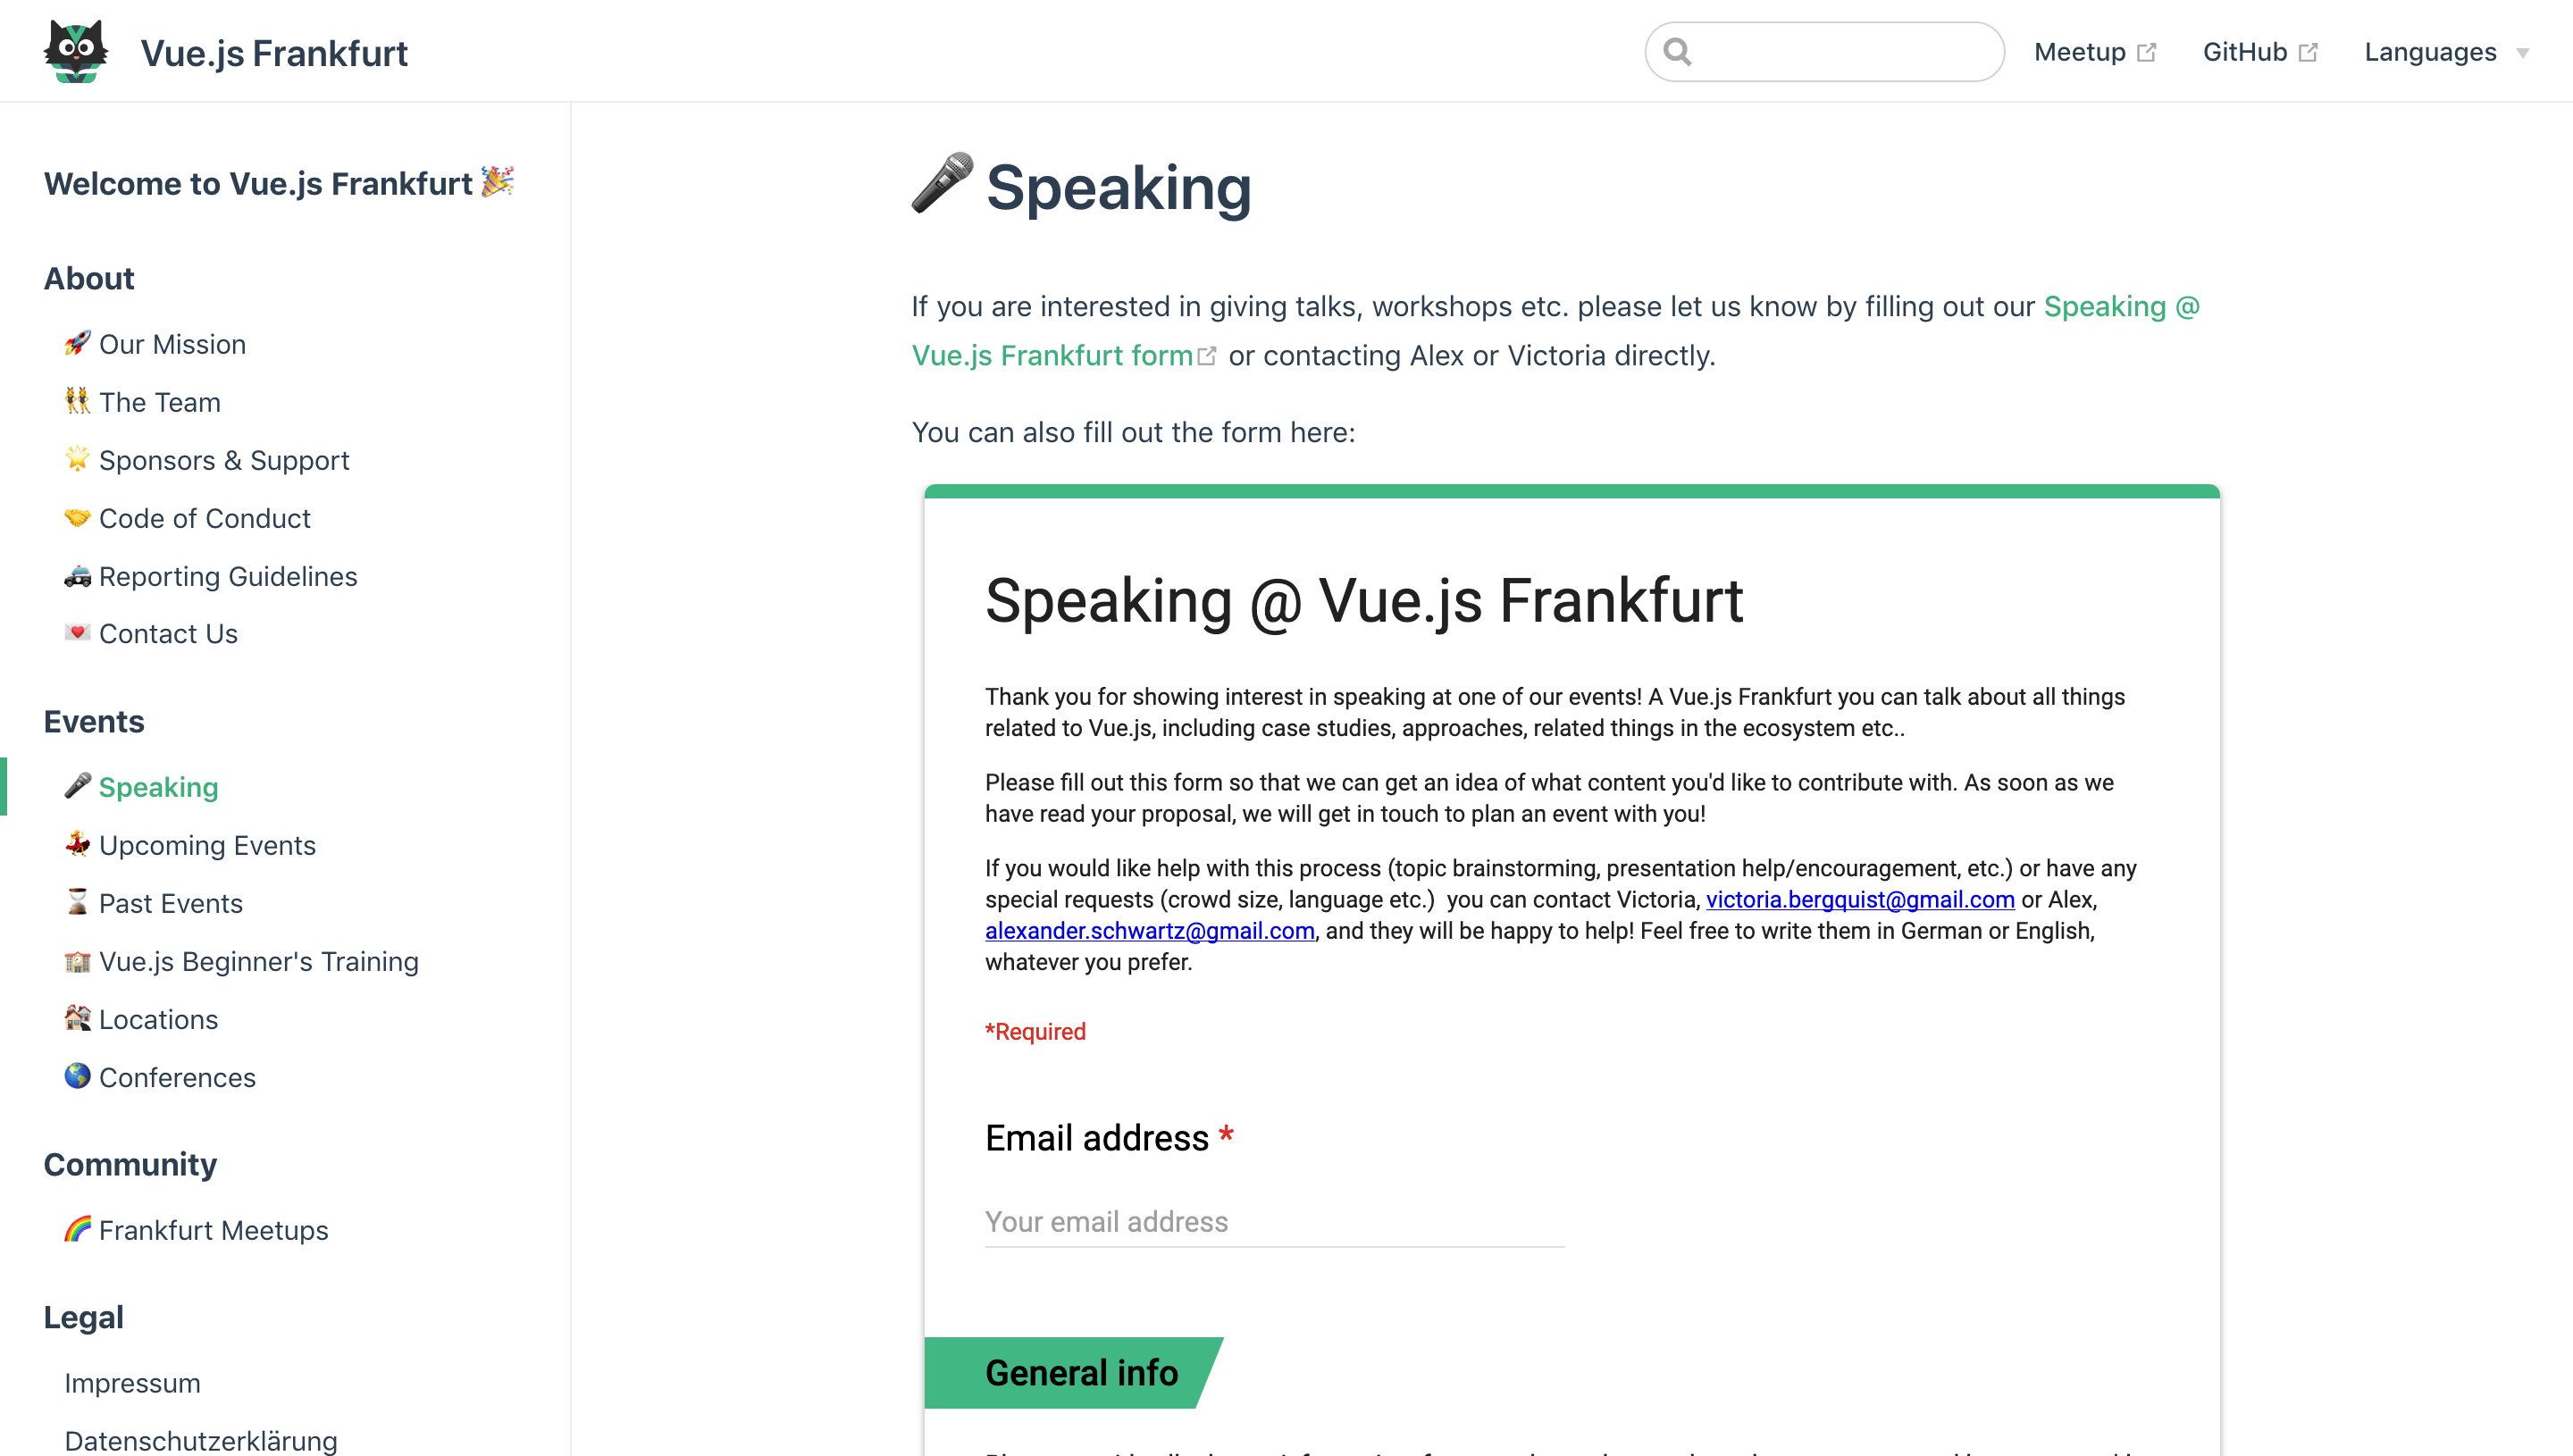 Vue.js Frankfurt
Meetup
GitHub
Languages
Welcome to Vue.js Frankfurt
About
Our Mission
The Team
Sponsors & Support
Code of Conduct
Reporting Guidelines
Contact Us
Events
Speaking
Upcoming Events
Past Events
Vue.js Beginner's Training
Locations
Conferences
Community
Frankfurt Meetups
Legal
Impressum
Datenschutzerklärung
Speaking
If you are interested in giving talks, workshops etc. please let us know by filling out our Speaking @
Vue.js Frankfurt form or contacting Alex or Victoria directly.
You can also fill out the form here:
Speaking @ Vue.js Frankfurt
Thank you for showing interest in speaking at one of our events! A Vue.js Frankfurt you can talk about all things
related to Vue.js, including case studies, approaches, related things in the ecosystem etc..
Please fill out this form so that we can get an idea of what content you'd like to contribute with. As soon as we
have read your proposal, we will get in touch to plan an event with you!
If you would like help with this process (topic brainstorming, presentation help/encouragement, etc.) or have any
special requests (crowd size, language etc.)  you can contact Victoria, victoria.bergquist@gmail.com or Alex,
alexander.schwartz@gmail.com, and they will be happy to help! Feel free to write them in German or English,
whatever you prefer.
*Required
Email address *
Your email address
General info